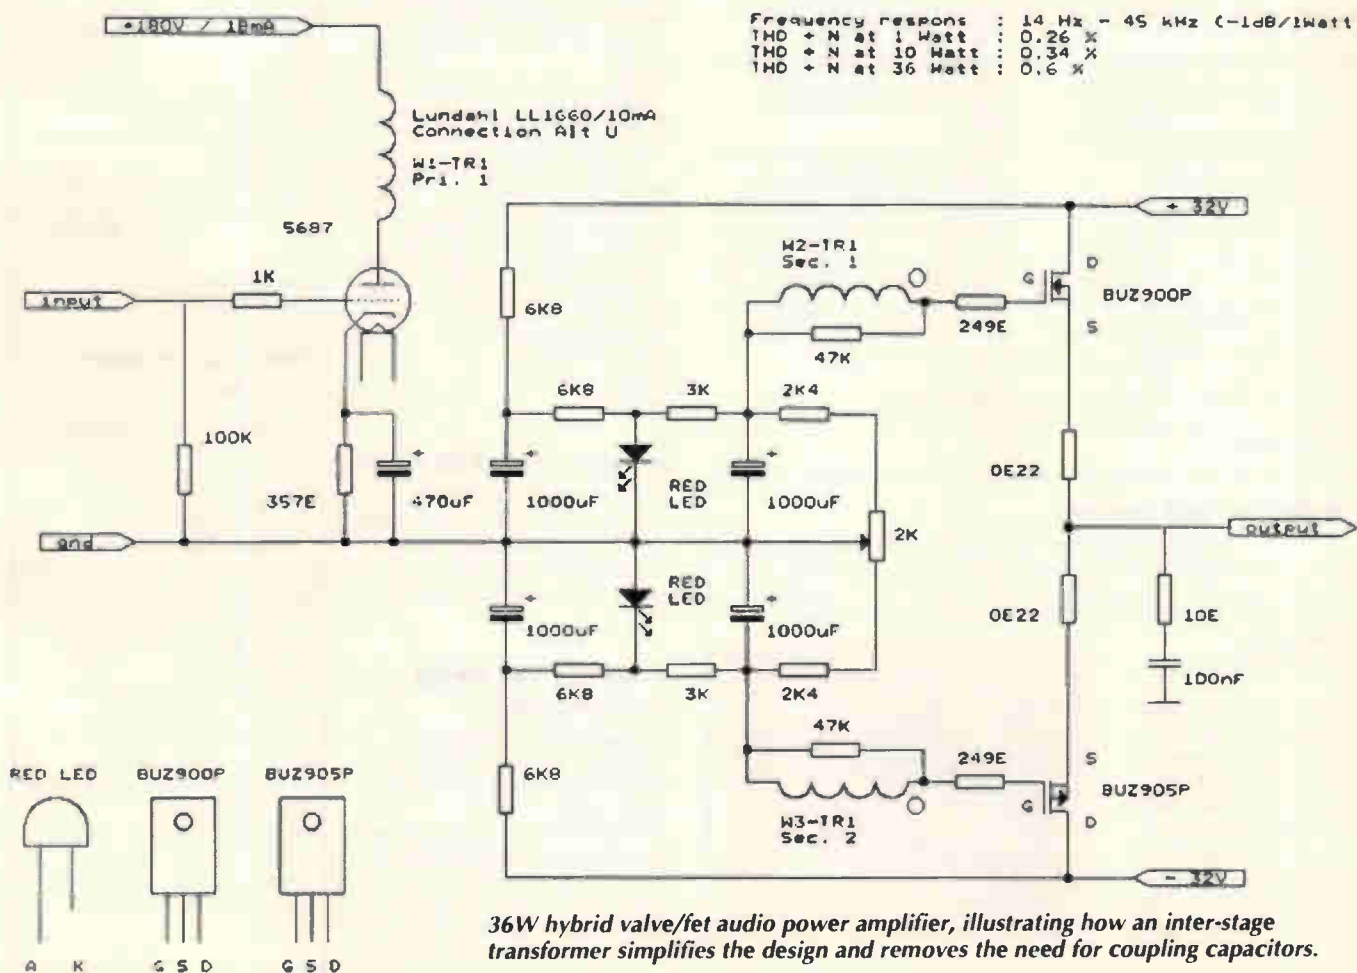 +180V / 18mA
Frequency respons : 14 Hz - 45 kHz (-1dB/1Watt
THD + N at 1 Watt : 0.26 %
THD + N at 10 Watt : 0.34 %
THD + N at 36 Watt : 0.6 %
Lundahl LL1660/10mA
Connection Alt U
W1-TR1
Pri. 1
5687
+ 32V
W2-TR1
Sec. 1
D
G
BUZ900P
1K
input
6K8
249E
S
47K
6K8
3K
2K4
100K
0E22
+
+
+
RED
LED
357E
470uF
1000uF
1000uF
gnd
output
2K
RED
LED
+
+
0E22
10E
1000uF
1000uF
6K8
3K
2K4
100nF
47K
RED LED
BUZ900P
BUZ905P
6K8
249E
S
BUZ905P
G
W3-TR1
Sec. 2
D
- 32V
A K
G S D
G S D
36W hybrid valve/fet audio power amplifier, illustrating how an inter-stage
transformer simplifies the design and removes the need for coupling capacitors.